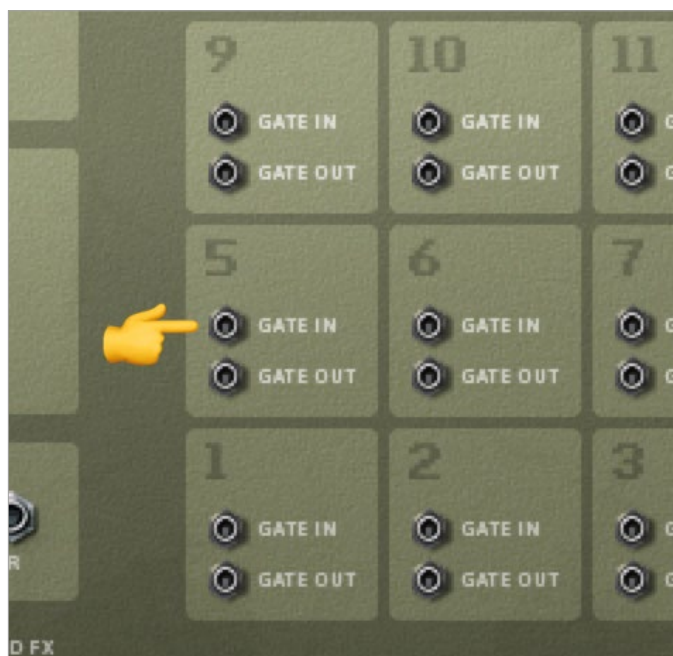 9 10 11
GATE IN GATE IN G
GATE OUT GATE OUT G
5 6 7
GATE IN GATE IN G
GATE OUT GATE OUT G
1 2 3
GATE IN GATE IN G
GATE OUT GATE OUT G
R
D FX